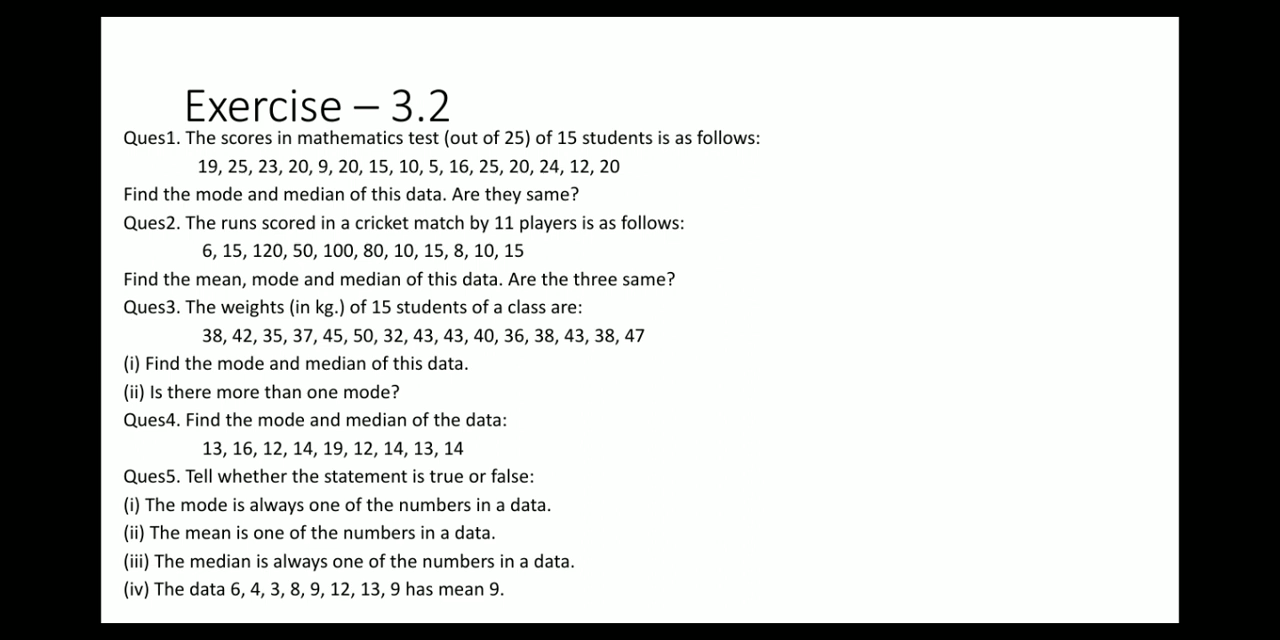 Exercise – 3.2
Ques1. The scores in mathematics test (out of 25) of 15 students is as follows:
19, 25, 23, 20, 9, 20, 15, 10, 5, 16, 25, 20, 24, 12, 20
Find the mode and median of this data. Are they same?
Ques2. The runs scored in a cricket match by 11 players is as follows:
6, 15, 120, 50, 100, 80, 10, 15, 8, 10, 15
Find the mean, mode and median of this data. Are the three same?
Ques3. The weights (in kg.) of 15 students of a class are:
38, 42, 35, 37, 45, 50, 32, 43, 43, 40, 36, 38, 43, 38, 47
(i) Find the mode and median of this data.
(ii) Is there more than one mode?
Ques4. Find the mode and median of the data:
13, 16, 12, 14, 19, 12, 14, 13, 14
Ques5. Tell whether the statement is true or false:
(i) The mode is always one of the numbers in a data.
(ii) The mean is one of the numbers in a data.
(iii) The median is always one of the numbers in a data.
(iv) The data 6, 4, 3, 8, 9, 12, 13, 9 has mean 9.